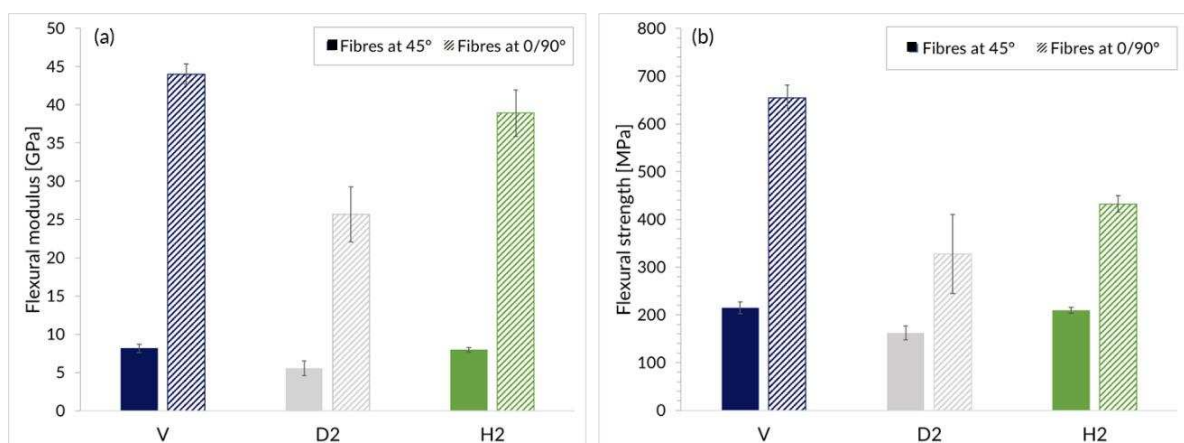 (a)
Fibres at 45° Fibres at 0/90°
Flexural modulus [GPa]
50
45
40
35
30
25
20
15
10
5
0
V D2 H2
(b)
Fibres at 45° Fibres at 0/90°
Flexural strength [MPa]
800
700
600
500
400
300
200
100
0
V D2 H2